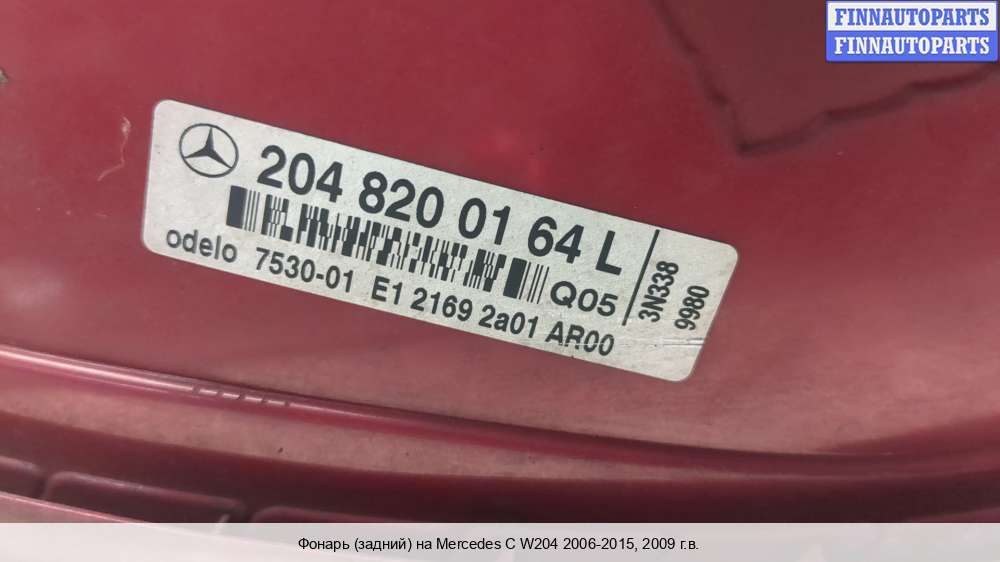 FINNAUTOPARTS
FINNAUTOPARTS
204 820 01 64 L
Q05
odelo 7530-01 E1 2169 2a01 AR00
3N338
9980
Фонарь (задний) на Mercedes C W204 2006-2015, 2009 г.в.